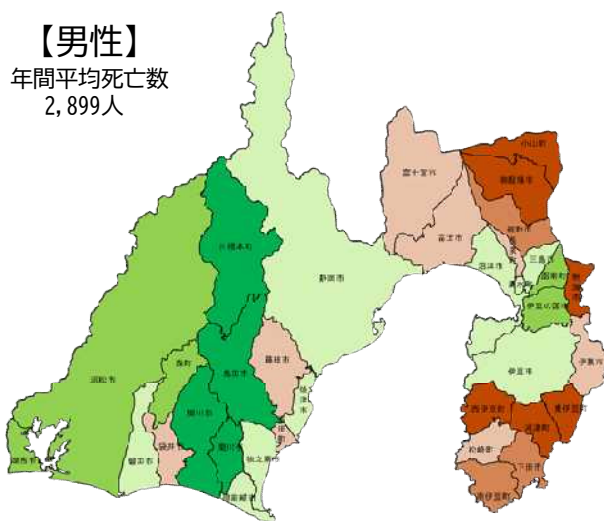 【男性】
年間平均死亡数
2,899人
小山町
御殿場市
富士宮市
裾野市
富士市
長泉町
川根本町
三島市
沼津市
函南町
静岡市
熱海市
伊豆の国市
藤枝市
森町
島田市
伊東市
伊豆市
浜松市
焼津市
掛川市
西伊豆町
東伊豆町
河津町
吉田町
袋井市
菊川市
松崎町
湖西市
磐田市
牧之原市
下田市
御前崎市
南伊豆町